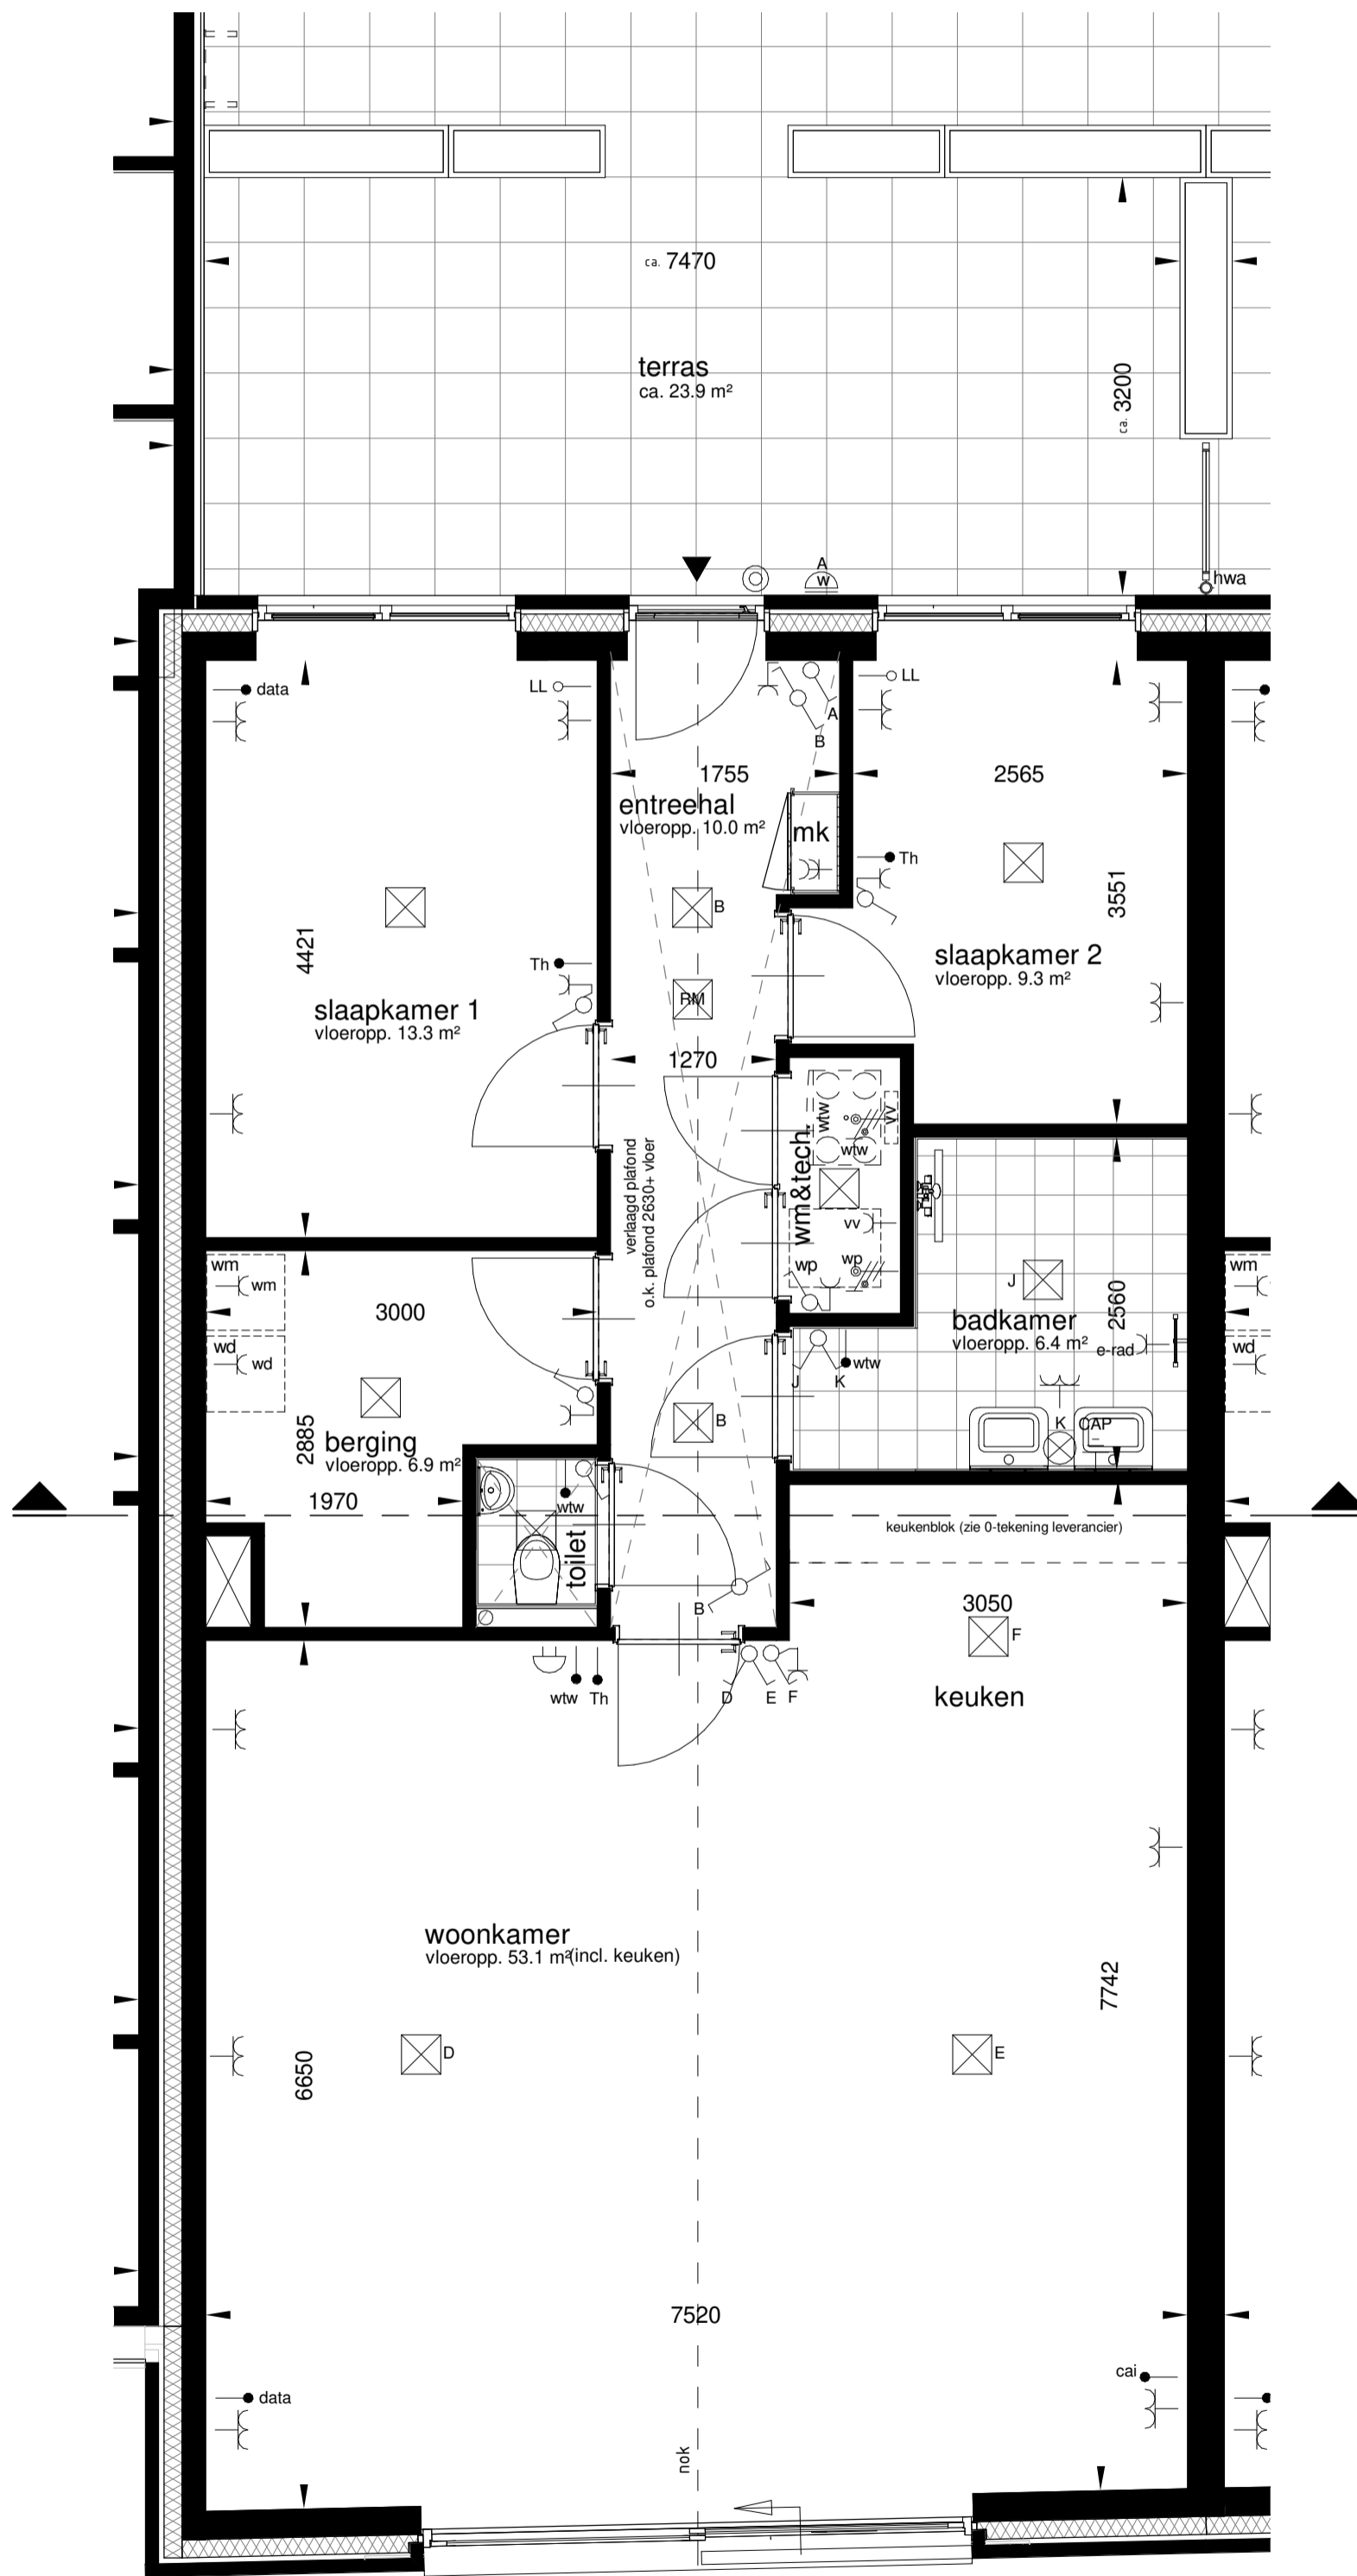 ca. 7470
terras
ca. 23.9 m²
ca. 3200
A
w
hwa
data
LL
LL
A
B
1755
2565
entreehal
vloeropp. 10.0 m²
mk
Th
3551
B
4421
slaapkamer 2
vloeropp. 9.3 m²
Th
RM
slaapkamer 1
vloeropp. 13.3 m²
1270
wtw
vv
wtw
wm&tech.
verlaagd plafond
o.k. plafond 2630+ vloer
vv
wp
wp
wm
wm
wm
J
3000
2560
badkamer
vloeropp. 6.4 m²
e-rad
wd
wd
wd
wtw
J
K
B
K
CAP
2885
berging
vloeropp. 6.9 m²
1970
wtw
toilet
keukenblok (zie 0-tekening leverancier)
3050
B
F
wtw
Th
D
E
F
keuken
woonkamer
vloeropp. 53.1 m² (incl. keuken)
7742
6650
D
E
7520
cai
data
nok